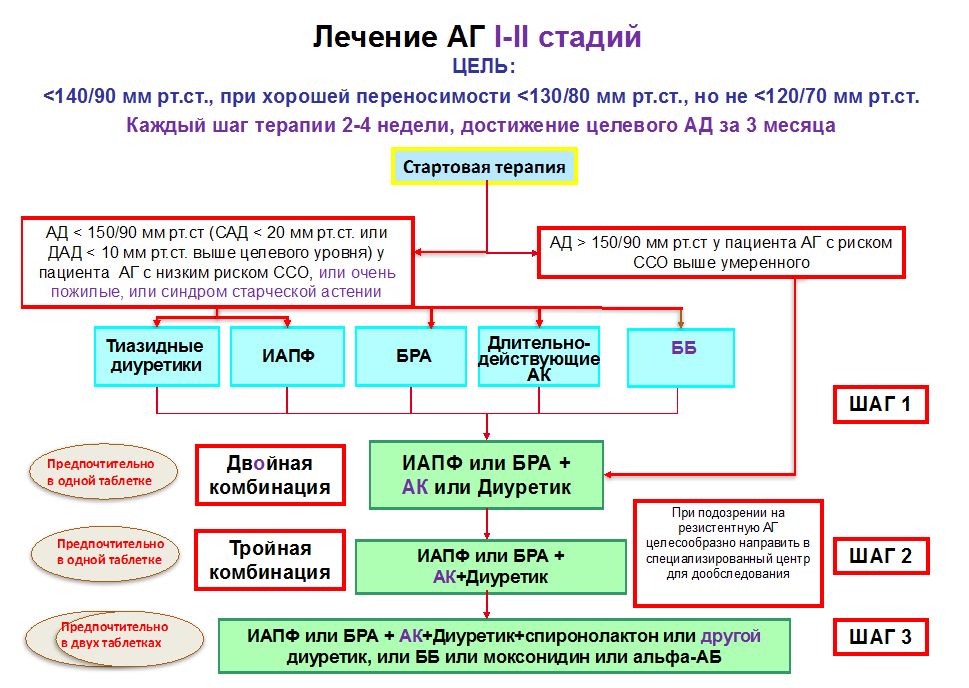 Лечение АГ I-II стадий
ЦЕЛЬ:
<140/90 мм рт.ст., при хорошей переносимости <130/80 мм рт.ст., но не <120/70 мм рт.ст.
Каждый шаг терапии 2-4 недели, достижение целевого АД за 3 месяца
Стартовая терапия
АД < 150/90 мм рт.ст (САД < 20 мм рт.ст. или
ДАД < 10 мм рт.ст. выше целевого уровня) у
пациента АГ с низким риском ССО, или очень
пожилые, или синдром старческой астении
АД > 150/90 мм рт.ст у пациента АГ с риском
ССО выше умеренного
Тиазидные
диуретики
ИАПФ
БРА
Длительно-
действующие
АК
ББ
ШАГ 1
Предпочтительно
в одной таблетке
Двойная
комбинация
ИАПФ или БРА +
АК или Диуретик
Предпочтительно
в одной таблетке
Тройная
комбинация
ИАПФ или БРА +
АК+Диуретик
При подозрении на
резистентную АГ
целесообразно направить в
специализированный центр
для дообследования
ШАГ 2
Предпочтительно
в двух таблетках
ИАПФ или БРА + АК+Диуретик+спиронолактон или другой
диуретик, или ББ или моксонидин или альфа-АБ
ШАГ 3